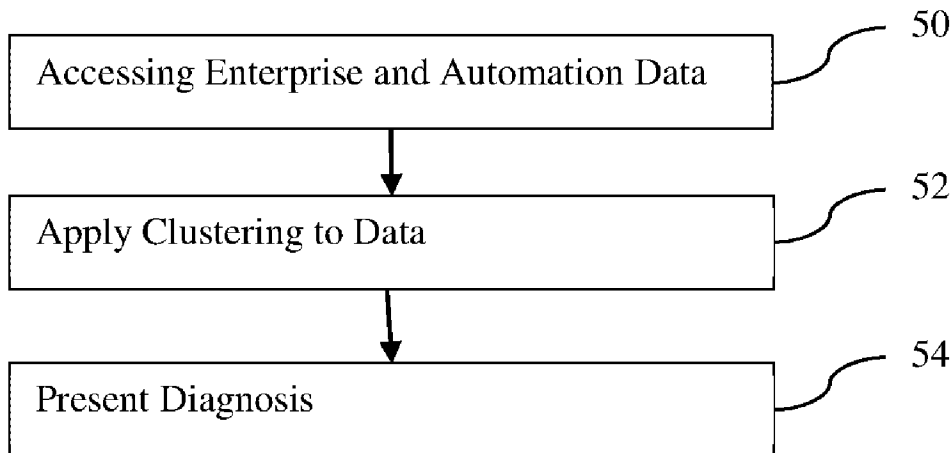 50
Accessing Enterprise and Automation Data
52
Apply Clustering to Data
54
Present Diagnosis